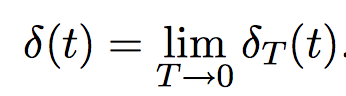 δ(t) = lim_{T→0} δ_T(t).